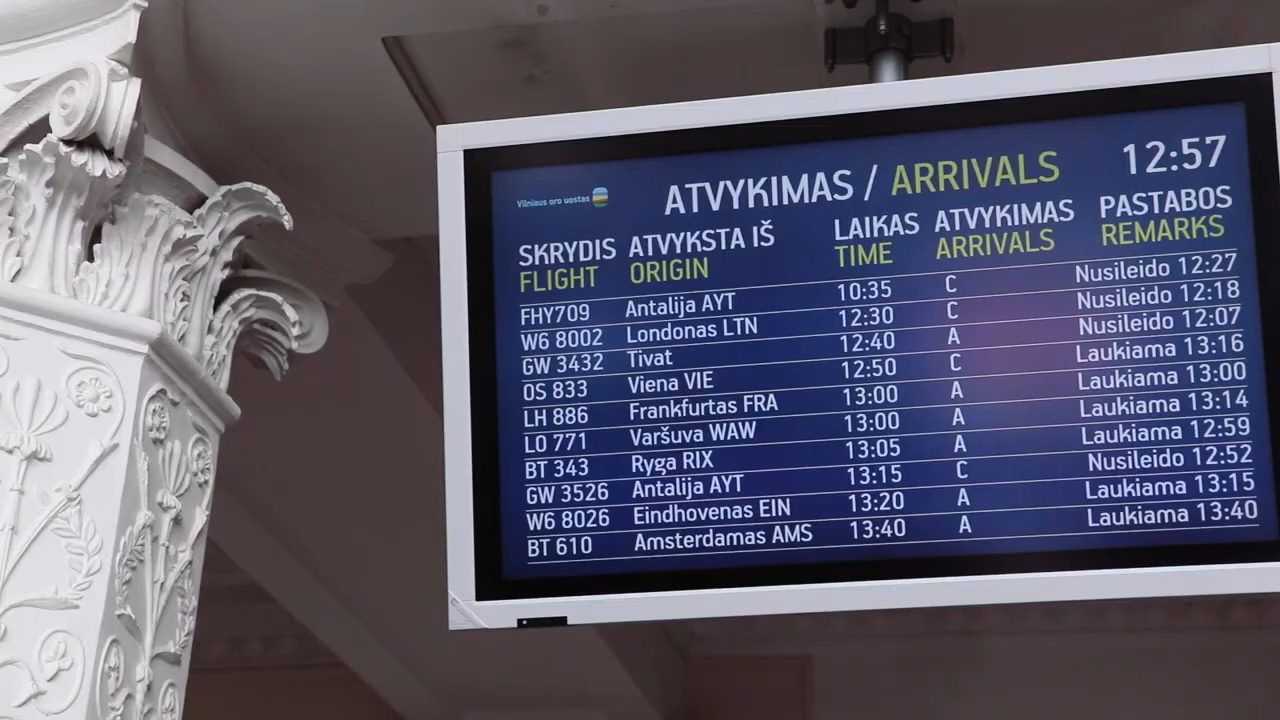 Vilniaus oro uostas
ATVYKIMAS / ARRIVALS 12:57
SKRYDIS ATVYKSTA IŠ LAIKAS ATVYKIMAS PASTABOS
FLIGHT ORIGIN TIME ARRIVALS REMARKS
FHY709 Antalija AYT 10:35 C Nusileido 12:27
W6 8002 Londonas LTN 12:30 C Nusileido 12:18
GW 3432 Tivat 12:40 A Nusileido 12:07
OS 833 Viena VIE 12:50 C Laukiama 13:16
LH 886 Frankfurtas FRA 13:00 A Laukiama 13:00
LO 771 Varšuva WAW 13:00 A Laukiama 13:14
BT 343 Ryga RIX 13:05 A Laukiama 12:59
GW 3526 Antalija AYT 13:15 C Nusileido 12:52
W6 8026 Eindhovenas EIN 13:20 A Laukiama 13:15
BT 610 Amsterdamas AMS 13:40 A Laukiama 13:40